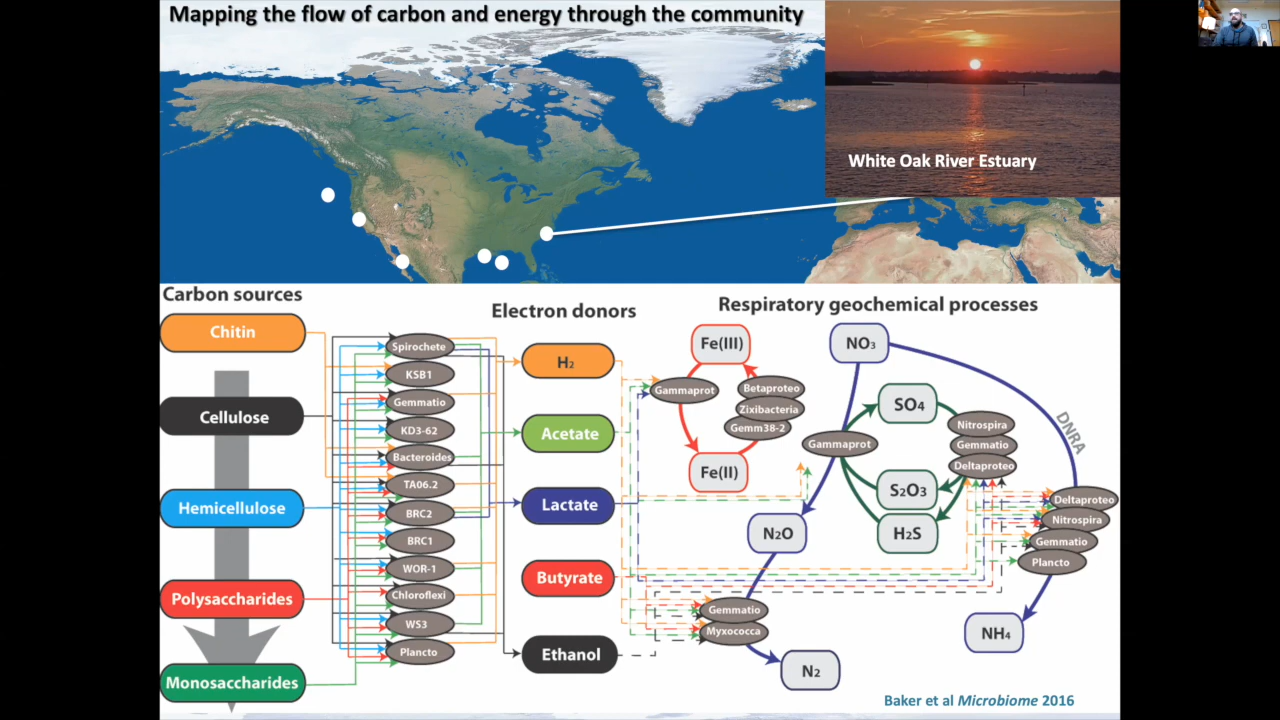 Mapping the flow of carbon and energy through the community
White Oak River Estuary
Carbon sources
Chitin
Cellulose
Hemicellulose
Polysaccharides
Monosaccharides
Spirochete
KSB1
Gemmatio
KD3-62
Bacteroides
TA06.2
BRC2
BRC1
WOR-1
Chloroflexi
WS3
Plancto
Electron donors
H₂
Acetate
Lactate
Butyrate
Ethanol
Respiratory geochemical processes
Fe(III)
Gammaprot
Betaproteo
Zixibacteria
Gemm38-2
Fe(II)
NO₃
SO₄
Gammaprot
Nitrospira
Gemmatio
Deltaproteo
S₂O₃
H₂S
N₂O
DNRA
Deltaproteo
Nitrospira
Gemmatio
Plancto
Gemmatio
Myxococca
NH₄
N₂
Baker et al Microbiome 2016